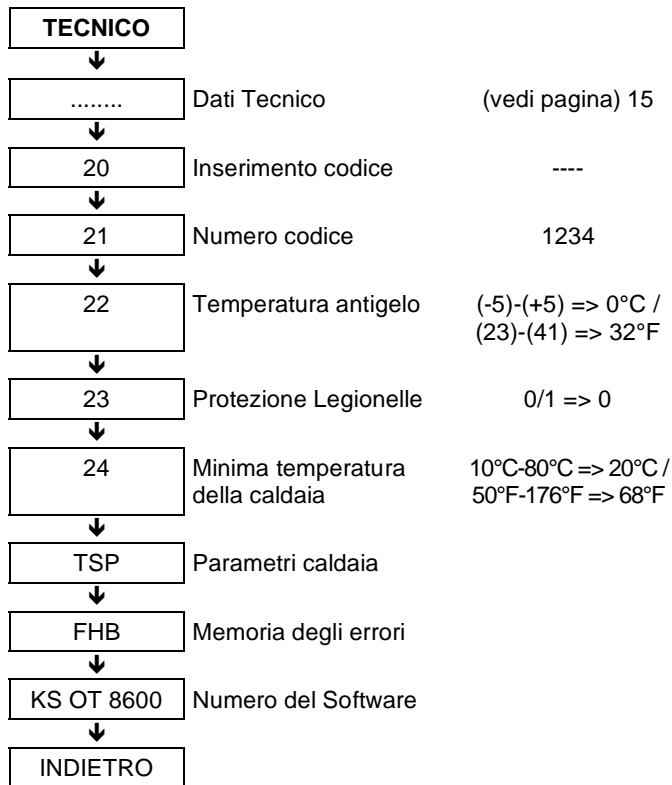 TECNICO
........ Dati Tecnico (vedi pagina) 15
20 Inserimento codice ----
21 Numero codice 1234
22 Temperatura antigelo (-5)-(+5) => 0°C /
(23)-(41) => 32°F
23 Protezione Legionelle 0/1 => 0
24 Minima temperatura 10°C-80°C => 20°C /
della caldaia 50°F-176°F => 68°F
TSP Parametri caldaia
FHB Memoria degli errori
KS OT 8600 Numero del Software
INDIETRO